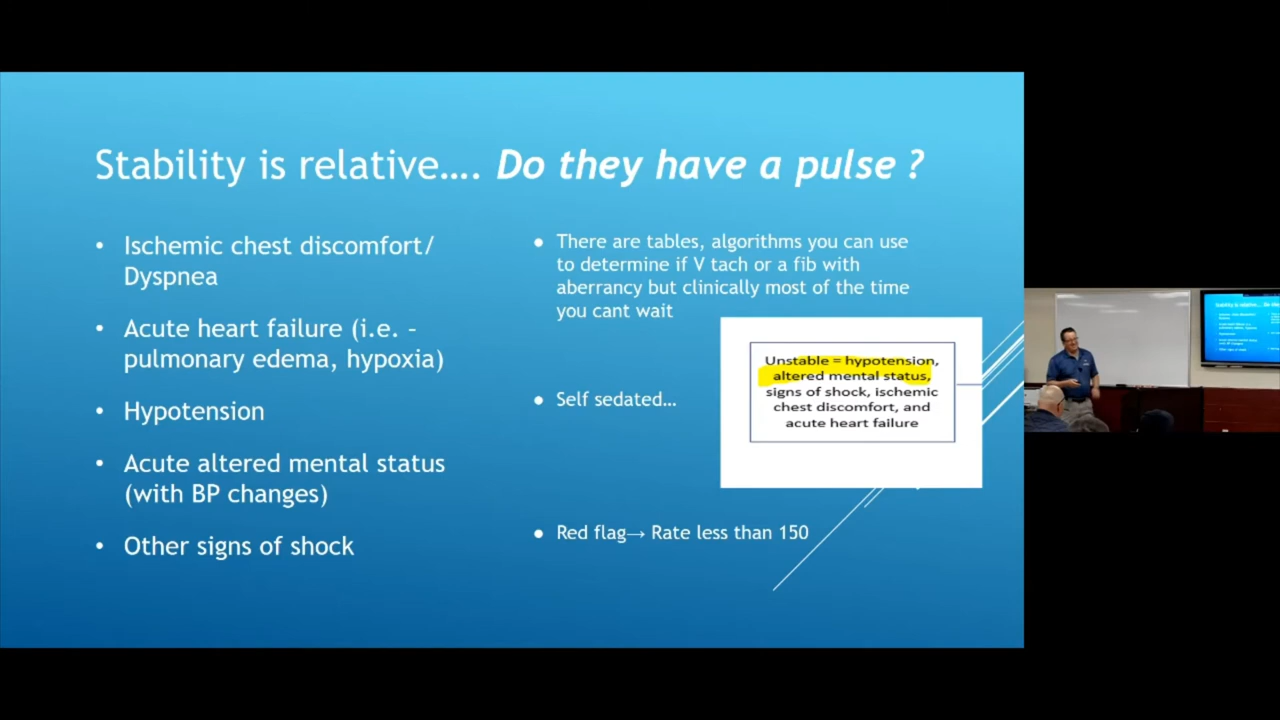 Stability is relative.... Do they have a pulse ?
• Ischemic chest discomfort/
Dyspnea
• Acute heart failure (i.e. –
pulmonary edema, hypoxia)
• Hypotension
• Acute altered mental status
(with BP changes)
• Other signs of shock
● There are tables, algorithms you can use
to determine if V tach or a fib with
aberrancy but clinically most of the time
you cant wait
● Self sedated…
Unstable = hypotension,
altered mental status,
signs of shock, ischemic
chest discomfort, and
acute heart failure
● Red flag→ Rate less than 150
Stability is relative....